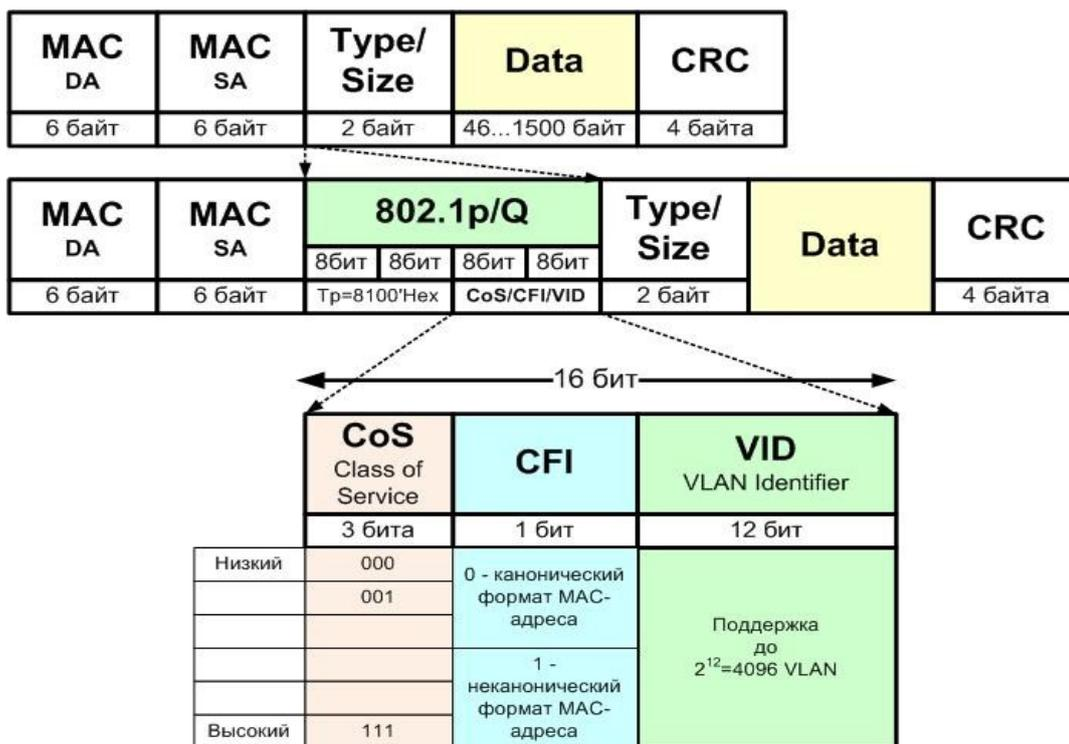 MAC DA
MAC SA
Type/ Size
Data
CRC
6 байт
6 байт
2 байт
46...1500 байт
4 байта
MAC DA
MAC SA
802.1p/Q
Type/ Size
Data
CRC
8бит
8бит
8бит
8бит
6 байт
6 байт
Tp=8100'Hex
CoS/CFI/VID
2 байт
4 байта
16 бит
CoS
Class of
Service
CFI
VID
VLAN Identifier
3 бита
1 бит
12 бит
Низкий
000
001
Высокий
111
0 - канонический
формат MAC-
адреса
1 -
неканонический
формат MAC-
адреса
Поддержка
до
2¹²=4096 VLAN